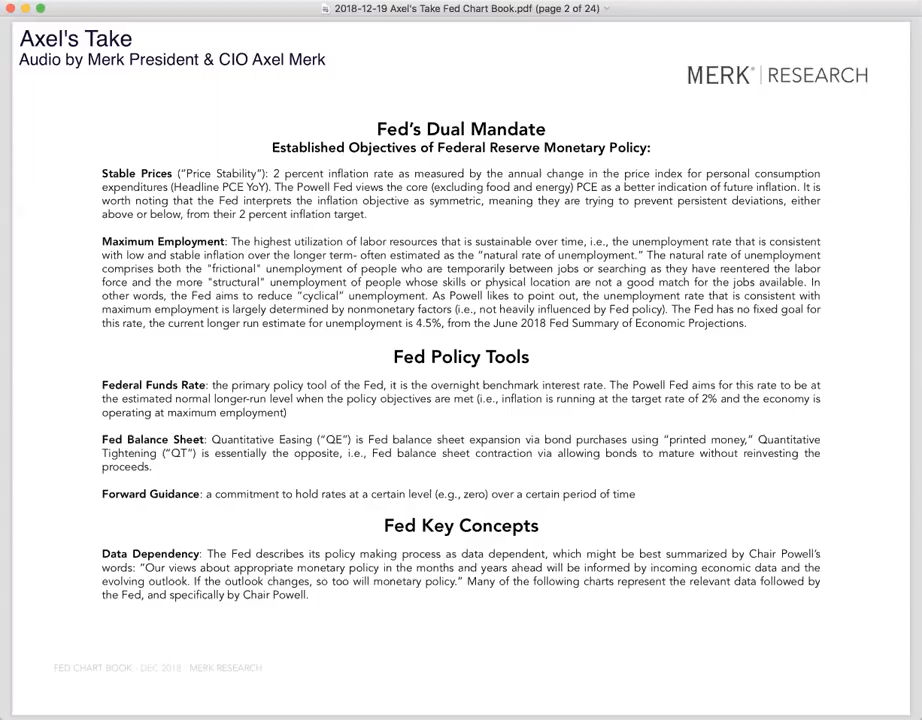 2018-12-19 Axel's Take Fed Chart Book.pdf (page 2 of 24)
Axel's Take
Audio by Merk President & CIO Axel Merk
MERK® | RESEARCH
Fed's Dual Mandate
Established Objectives of Federal Reserve Monetary Policy:
Stable Prices ("Price Stability"): 2 percent inflation rate as measured by the annual change in the price index for personal consumption
expenditures (Headline PCE YoY). The Powell Fed views the core (excluding food and energy) PCE as a better indication of future inflation. It is
worth noting that the Fed interprets the inflation objective as symmetric, meaning they are trying to prevent persistent deviations, either
above or below, from their 2 percent inflation target.
Maximum Employment: The highest utilization of labor resources that is sustainable over time, i.e., the unemployment rate that is consistent
with low and stable inflation over the longer term- often estimated as the "natural rate of unemployment." The natural rate of unemployment
comprises both the "frictional" unemployment of people who are temporarily between jobs or searching as they have reentered the labor
force and the more "structural" unemployment of people whose skills or physical location are not a good match for the jobs available. In
other words, the Fed aims to reduce "cyclical" unemployment. As Powell likes to point out, the unemployment rate that is consistent with
maximum employment is largely determined by nonmonetary factors (i.e., not heavily influenced by Fed policy). The Fed has no fixed goal for
this rate, the current longer run estimate for unemployment is 4.5%, from the June 2018 Fed Summary of Economic Projections.
Fed Policy Tools
Federal Funds Rate: the primary policy tool of the Fed, it is the overnight benchmark interest rate. The Powell Fed aims for this rate to be at
the estimated normal longer-run level when the policy objectives are met (i.e., inflation is running at the target rate of 2% and the economy is
operating at maximum employment)
Fed Balance Sheet: Quantitative Easing ("QE") is Fed balance sheet expansion via bond purchases using "printed money," Quantitative
Tightening ("QT") is essentially the opposite, i.e., Fed balance sheet contraction via allowing bonds to mature without reinvesting the
proceeds.
Forward Guidance: a commitment to hold rates at a certain level (e.g., zero) over a certain period of time
Fed Key Concepts
Data Dependency: The Fed describes its policy making process as data dependent, which might be best summarized by Chair Powell's
words: "Our views about appropriate monetary policy in the months and years ahead will be informed by incoming economic data and the
evolving outlook. If the outlook changes, so too will monetary policy." Many of the following charts represent the relevant data followed by
the Fed, and specifically by Chair Powell.
FED CHART BOOK - DEC 2018 MERK RESEARCH